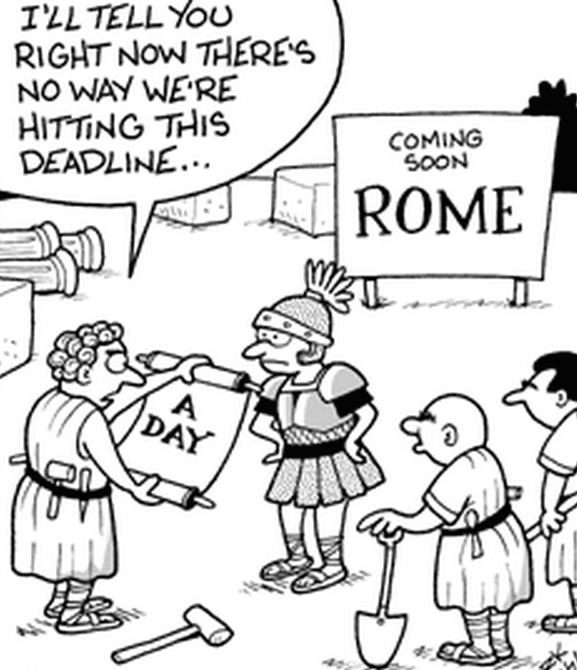 I'LL TELL YOU
RIGHT NOW THERE'S
NO WAY WE'RE
HITTING THIS
DEADLINE...
COMING
SOON
ROME
A
DAY